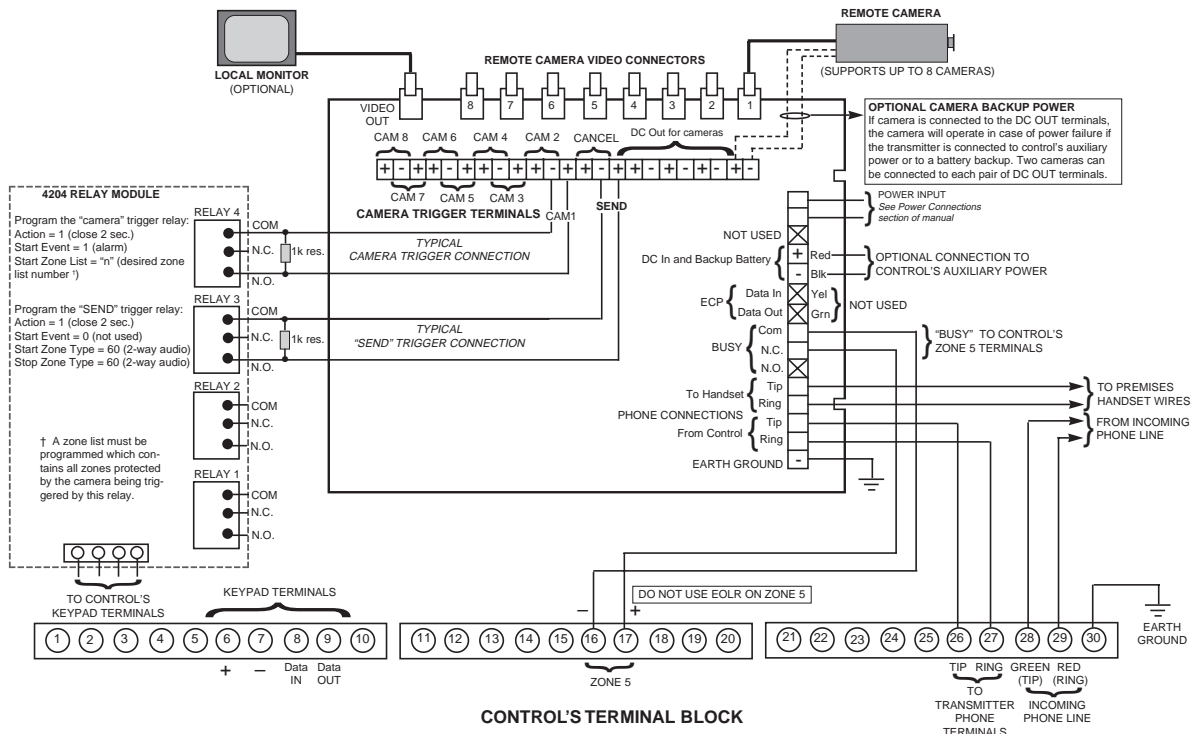 REMOTE CAMERA
LOCAL MONITOR
(OPTIONAL)
REMOTE CAMERA VIDEO CONNECTORS
(SUPPORTS UP TO 8 CAMERAS)
VIDEO
OUT
8
7
6
5
4
3
2
1
OPTIONAL CAMERA BACKUP POWER
If camera is connected to the DC OUT terminals,
the camera will operate in case of power failure if
the transmitter is connected to control's auxiliary
power or to a battery backup. Two cameras can
be connected to each pair of DC OUT terminals.
CAM 8
CAM 6
CAM 4
CAM 2
CANCEL
DC Out for cameras
+ - + + - + + - + + - + + - + + - + - + - + -
CAM 7
CAM 5
CAM 3
CAM1
SEND
CAMERA TRIGGER TERMINALS
4204 RELAY MODULE
Program the "camera" trigger relay:
Action = 1 (close 2 sec.)
Start Event = 1 (alarm)
Start Zone List = "n" (desired zone
list number †)
RELAY 4
COM
N.C.
N.O.
1k res.
TYPICAL
CAMERA TRIGGER CONNECTION
Program the "SEND" trigger relay:
Action = 1 (close 2 sec.)
Start Event = 0 (not used)
Start Zone Type = 60 (2-way audio)
Stop Zone Type = 60 (2-way audio)
RELAY 3
COM
N.C.
N.O.
1k res.
TYPICAL
"SEND" TRIGGER CONNECTION
RELAY 2
COM
N.C.
N.O.
† A zone list must be
programmed which con-
tains all zones protected
by the camera being trig-
gered by this relay.
RELAY 1
COM
N.C.
N.O.
POWER INPUT
See Power Connections
section of manual
NOT USED
DC In and Backup Battery
+
-
Red
Blk
OPTIONAL CONNECTION TO
CONTROL'S AUXILIARY POWER
ECP
Data In
Data Out
Yel
Grn
NOT USED
BUSY
Com
N.C.
N.O.
"BUSY" TO CONTROL'S
ZONE 5 TERMINALS
To Handset
Tip
Ring
TO PREMISES
HANDSET WIRES
PHONE CONNECTIONS
From Control
Tip
Ring
FROM INCOMING
PHONE LINE
EARTH GROUND
-
TO CONTROL'S
KEYPAD TERMINALS
KEYPAD TERMINALS
DO NOT USE EOLR ON ZONE 5
– +
1 2 3 4 5 6 7 8 9 10
11 12 13 14 15 16 17 18 19 20
21 22 23 24 25 26 27 28 29 30
EARTH
GROUND
+
–
Data
IN
Data
OUT
ZONE 5
TIP RING
TO
TRANSMITTER
PHONE
TERMINALS
GREEN
(TIP)
RED
(RING)
INCOMING
PHONE LINE
CONTROL'S TERMINAL BLOCK